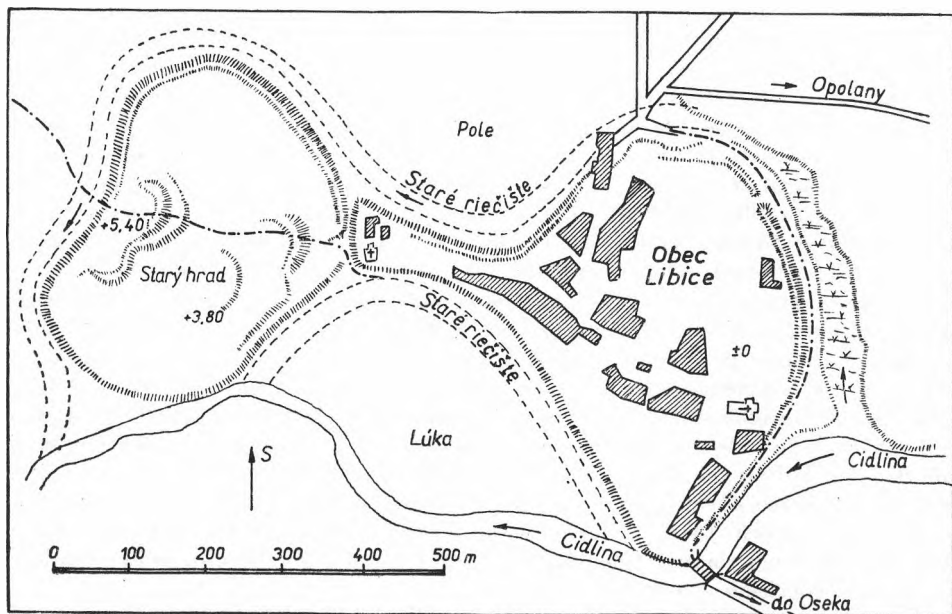 Opolany
Pole
Staré riečište
+5,40
Starý hrad
+3,80
Obec
Libice
±0
Staré riečište
Lúka
S
Cidlina
Cidlina
0 100 200 300 400 500 m
do Oseka